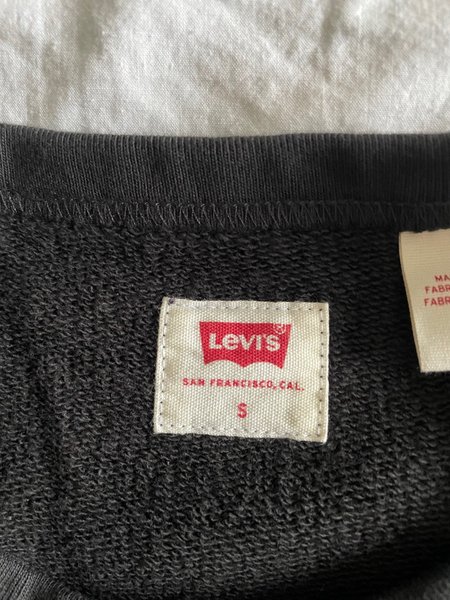 Levi's®
SAN FRANCISCO, CAL.
S
MA
FABR
FABR